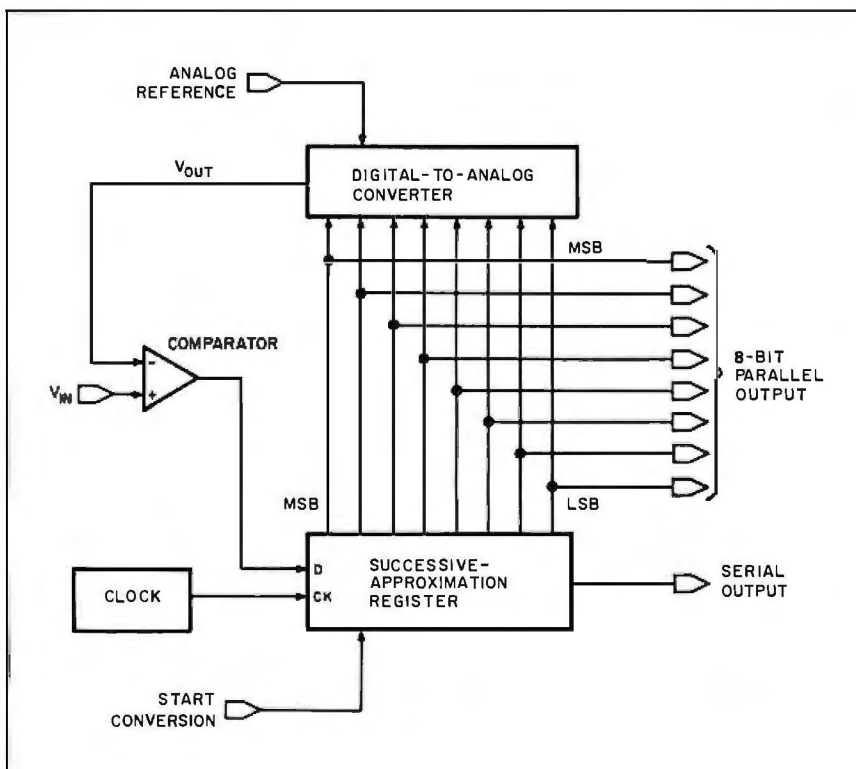 ANALOG
REFERENCE
VOUT
DIGITAL-TO-ANALOG
CONVERTER
MSB
COMPARATOR
-
+
VIN
8-BIT
PARALLEL
OUTPUT
MSB
LSB
D
CK
SUCCESSIVE-
APPROXIMATION
REGISTER
CLOCK
SERIAL
OUTPUT
START
CONVERSION